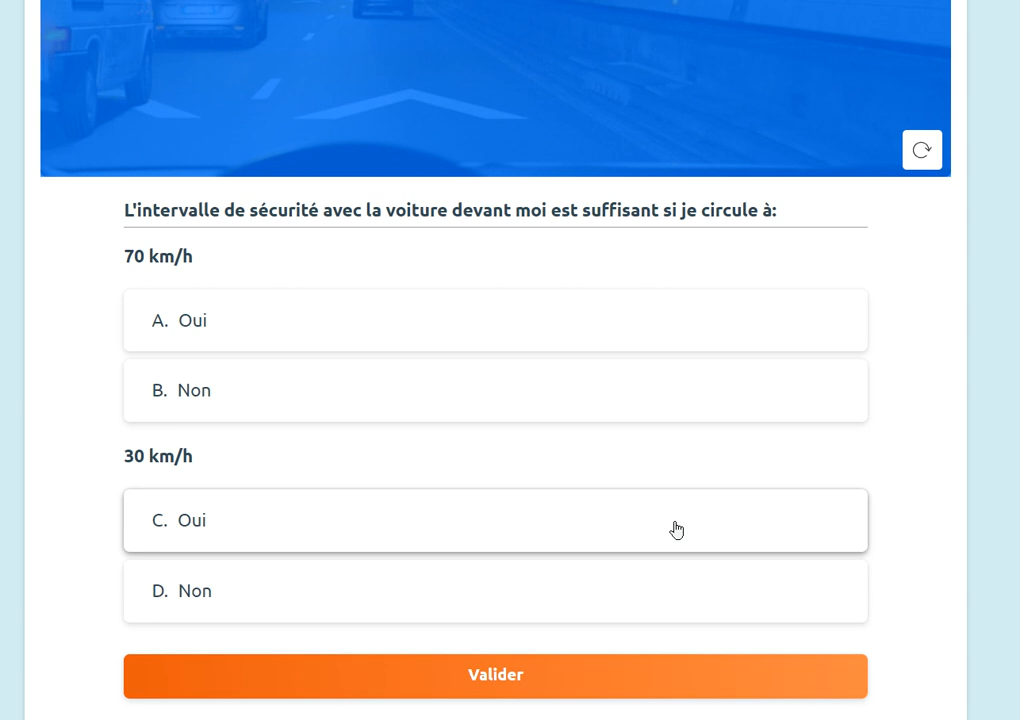 L'intervalle de sécurité avec la voiture devant moi est suffisant si je circule à:
70 km/h
A. Oui
B. Non
30 km/h
C. Oui
D. Non
Valider